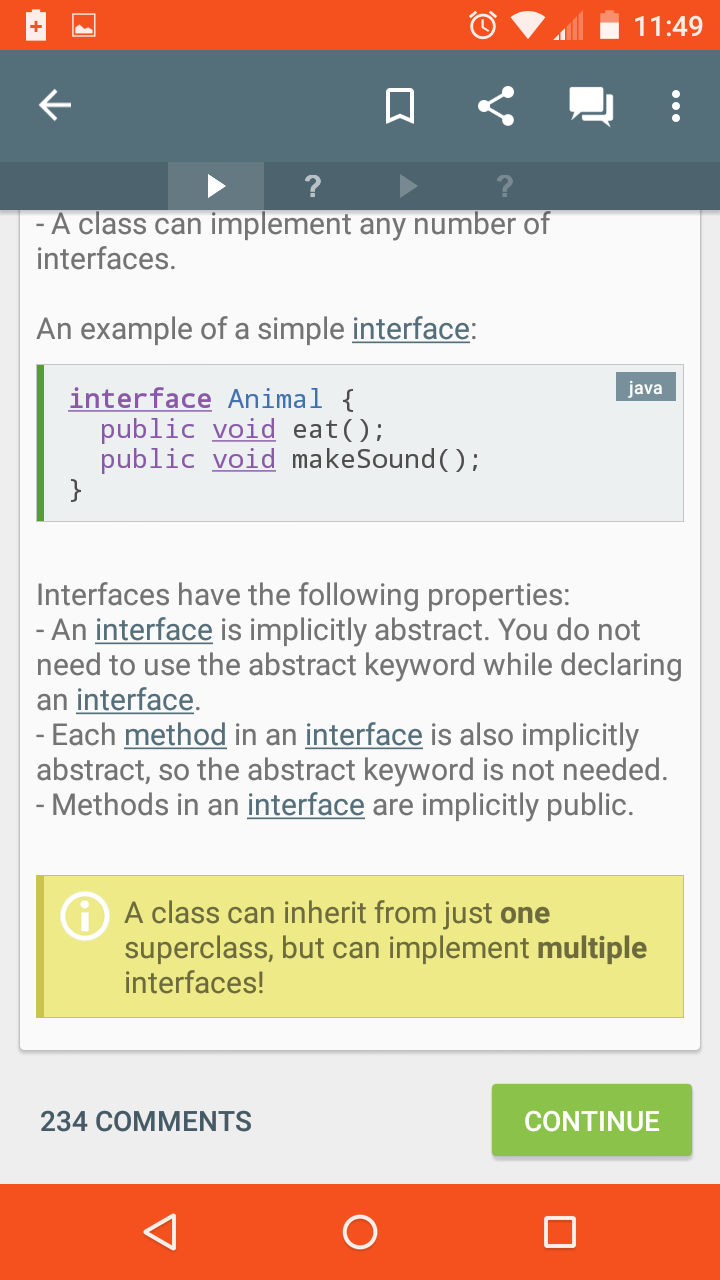 11:49
- A class can implement any number of
interfaces.
An example of a simple interface:
java
interface Animal {
public void eat();
public void makeSound();
}
Interfaces have the following properties:
- An interface is implicitly abstract. You do not
need to use the abstract keyword while declaring
an interface.
- Each method in an interface is also implicitly
abstract, so the abstract keyword is not needed.
- Methods in an interface are implicitly public.
A class can inherit from just one
superclass, but can implement multiple
interfaces!
234 COMMENTS
CONTINUE